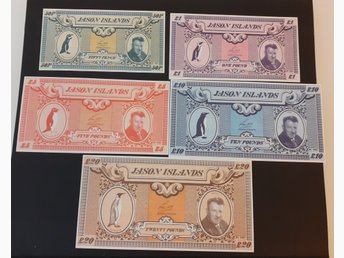 50P JASON ISLANDS 50P
FIFTY PENCE
50P 50P
£1 JASON ISLANDS £1
ONE POUND
£1 £1
£5 JASON ISLANDS £5
FIVE POUNDS
£5 £5
£10 JASON ISLANDS £10
TEN POUNDS
£10 £10
£20 JASON ISLANDS £20
TWENTY POUNDS
£20 £20